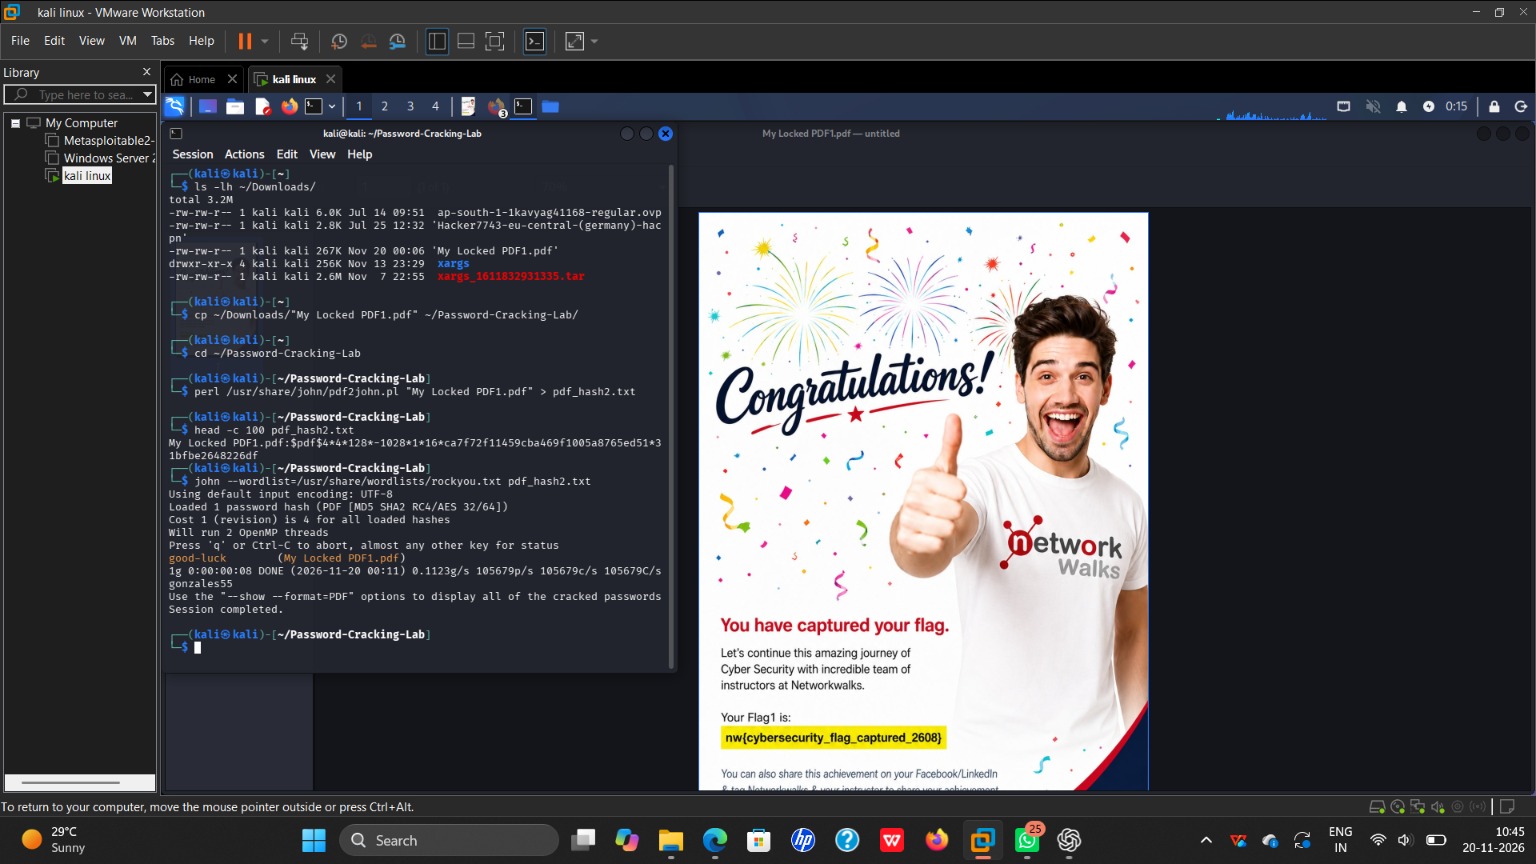 kali linux - VMware Workstation
File Edit View VM Tabs Help
Library
Type here to sea...
My Computer
Metasploitable2-
Windows Server 2
kali linux
Home
kali linux
1 2 3 4
3
0:15
kali@kali: ~/Password-Cracking-Lab
Session Actions Edit View Help
┌──(kali㉿kali)-[~]
└─$ ls -lh ~/Downloads/
total 3.2M
-rw-rw-r-- 1 kali kali 6.0K Jul 14 09:51  ap-south-1-1kavyag41168-regular.ovp
-rw-rw-r-- 1 kali kali 2.8K Jul 25 12:32 'Hacker7743-eu-central-(germany)-hac
pn'
-rw-rw-r-- 1 kali kali 267K Nov 20 00:06 'My Locked PDF1.pdf'
drwxr-xr-x 4 kali kali 256K Nov 13 23:29  xargs
-rw-rw-r-- 1 kali kali 2.6M Nov  7 22:55  xargs_1611832931335.tar
┌──(kali㉿kali)-[~]
└─$ cp ~/Downloads/"My Locked PDF1.pdf" ~/Password-Cracking-Lab/
┌──(kali㉿kali)-[~]
└─$ cd ~/Password-Cracking-Lab
┌──(kali㉿kali)-[~/Password-Cracking-Lab]
└─$ perl /usr/share/john/pdf2john.pl "My Locked PDF1.pdf" > pdf_hash2.txt
┌──(kali㉿kali)-[~/Password-Cracking-Lab]
└─$ head -c 100 pdf_hash2.txt
My Locked PDF1.pdf:$pdf$4*4*128*-1028*1*16*ca7f72f11459cba469f1005a8765ed51*3
1bfbe2648226df
┌──(kali㉿kali)-[~/Password-Cracking-Lab]
└─$ john --wordlist=/usr/share/wordlists/rockyou.txt pdf_hash2.txt
Using default input encoding: UTF-8
Loaded 1 password hash (PDF [MD5 SHA2 RC4/AES 32/64])
Cost 1 (revision) is 4 for all loaded hashes
Will run 2 OpenMP threads
Press 'q' or Ctrl-C to abort, almost any other key for status
good-luck        (My Locked PDF1.pdf)
1g 0:00:00:08 DONE (2026-11-20 00:11) 0.1123g/s 105679p/s 105679c/s 105679C/s
gonzales55
Use the "--show --format=PDF" options to display all of the cracked passwords
Session completed.
┌──(kali㉿kali)-[~/Password-Cracking-Lab]
└─$
My Locked PDF1.pdf — untitled
Congratulations!
network
Walks
You have captured your flag.
Let's continue this amazing journey of
Cyber Security with incredible team of
instructors at Networkwalks.
Your Flag1 is:
nw{cybersecurity_flag_captured_2608}
You can also share this achievement on your Facebook/LinkedIn
& tag Networkwalks & your instructor to share your achievement
To return to your computer, move the mouse pointer outside or press Ctrl+Alt.
29°C
Sunny
Search
25
ENG
IN
10:45
20-11-2026